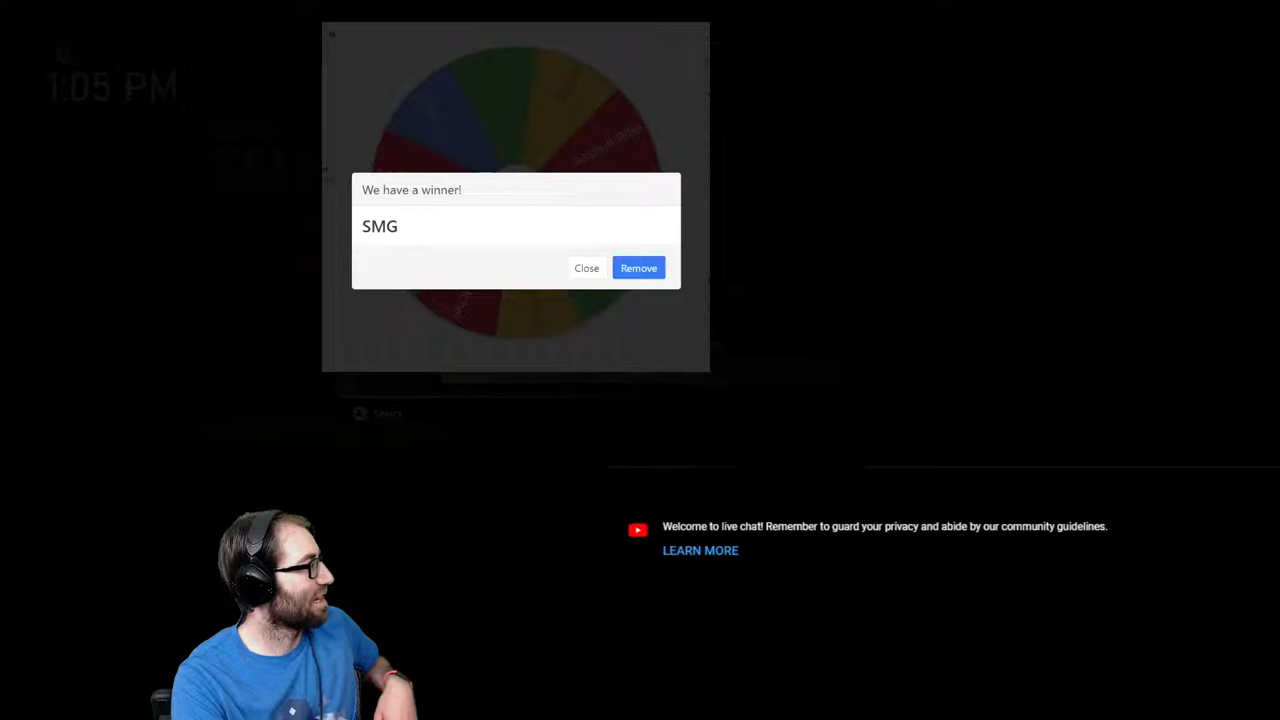 1:05 PM
We have a winner!
SMG
Close
Remove
Select
Welcome to live chat! Remember to guard your privacy and abide by our community guidelines.
LEARN MORE